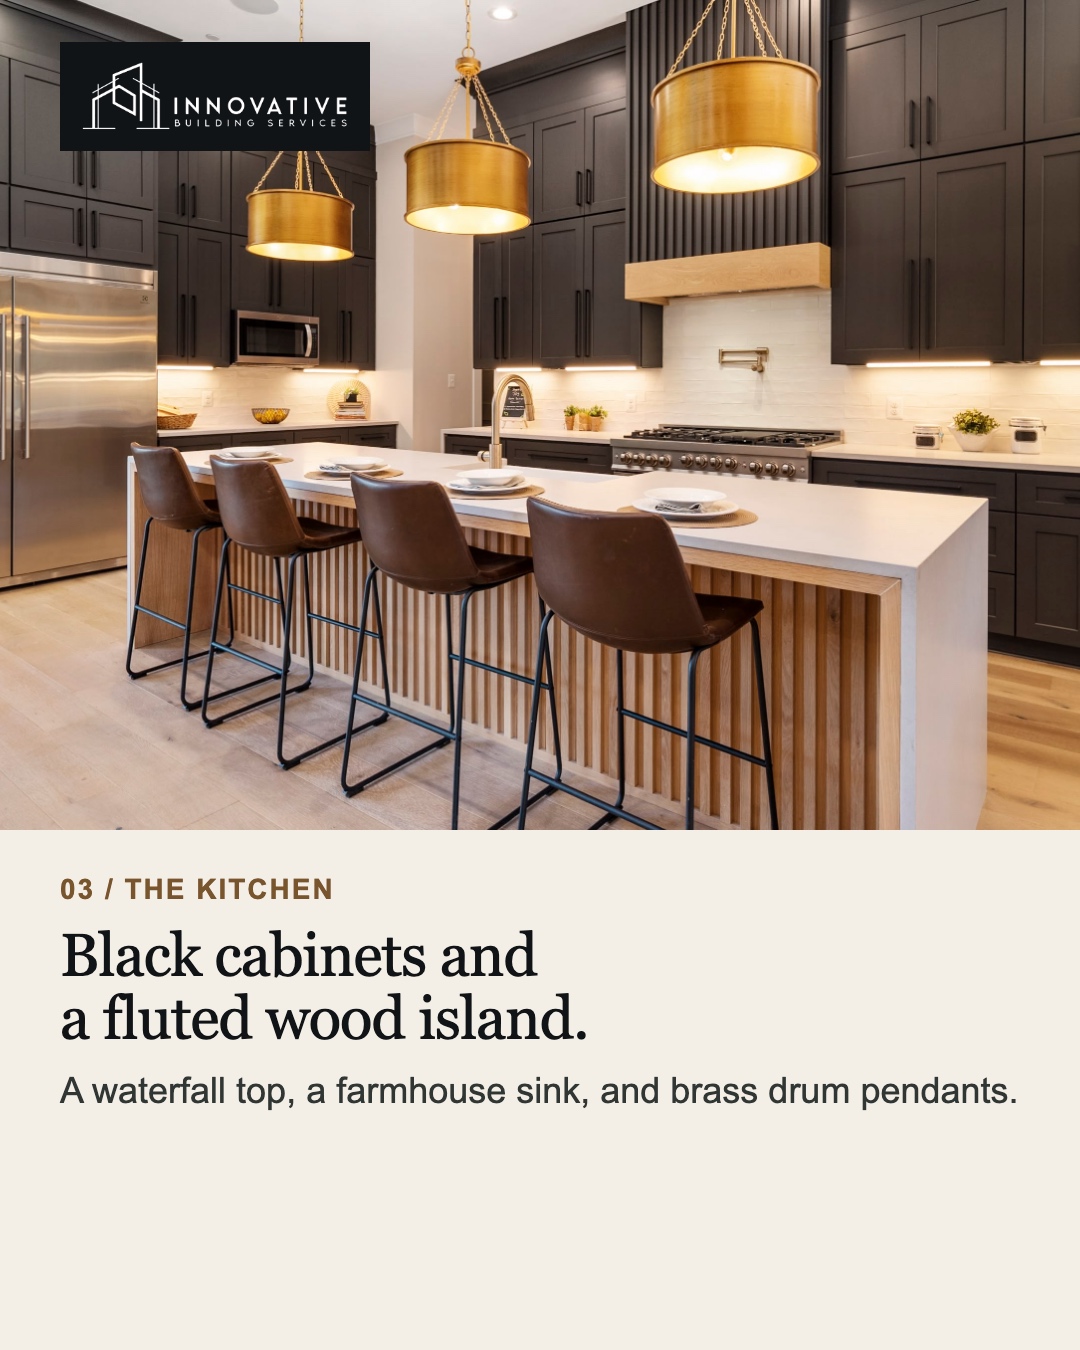 INNOVATIVE
BUILDING SERVICES
03 / THE KITCHEN
Black cabinets and
a fluted wood island.
A waterfall top, a farmhouse sink, and brass drum pendants.